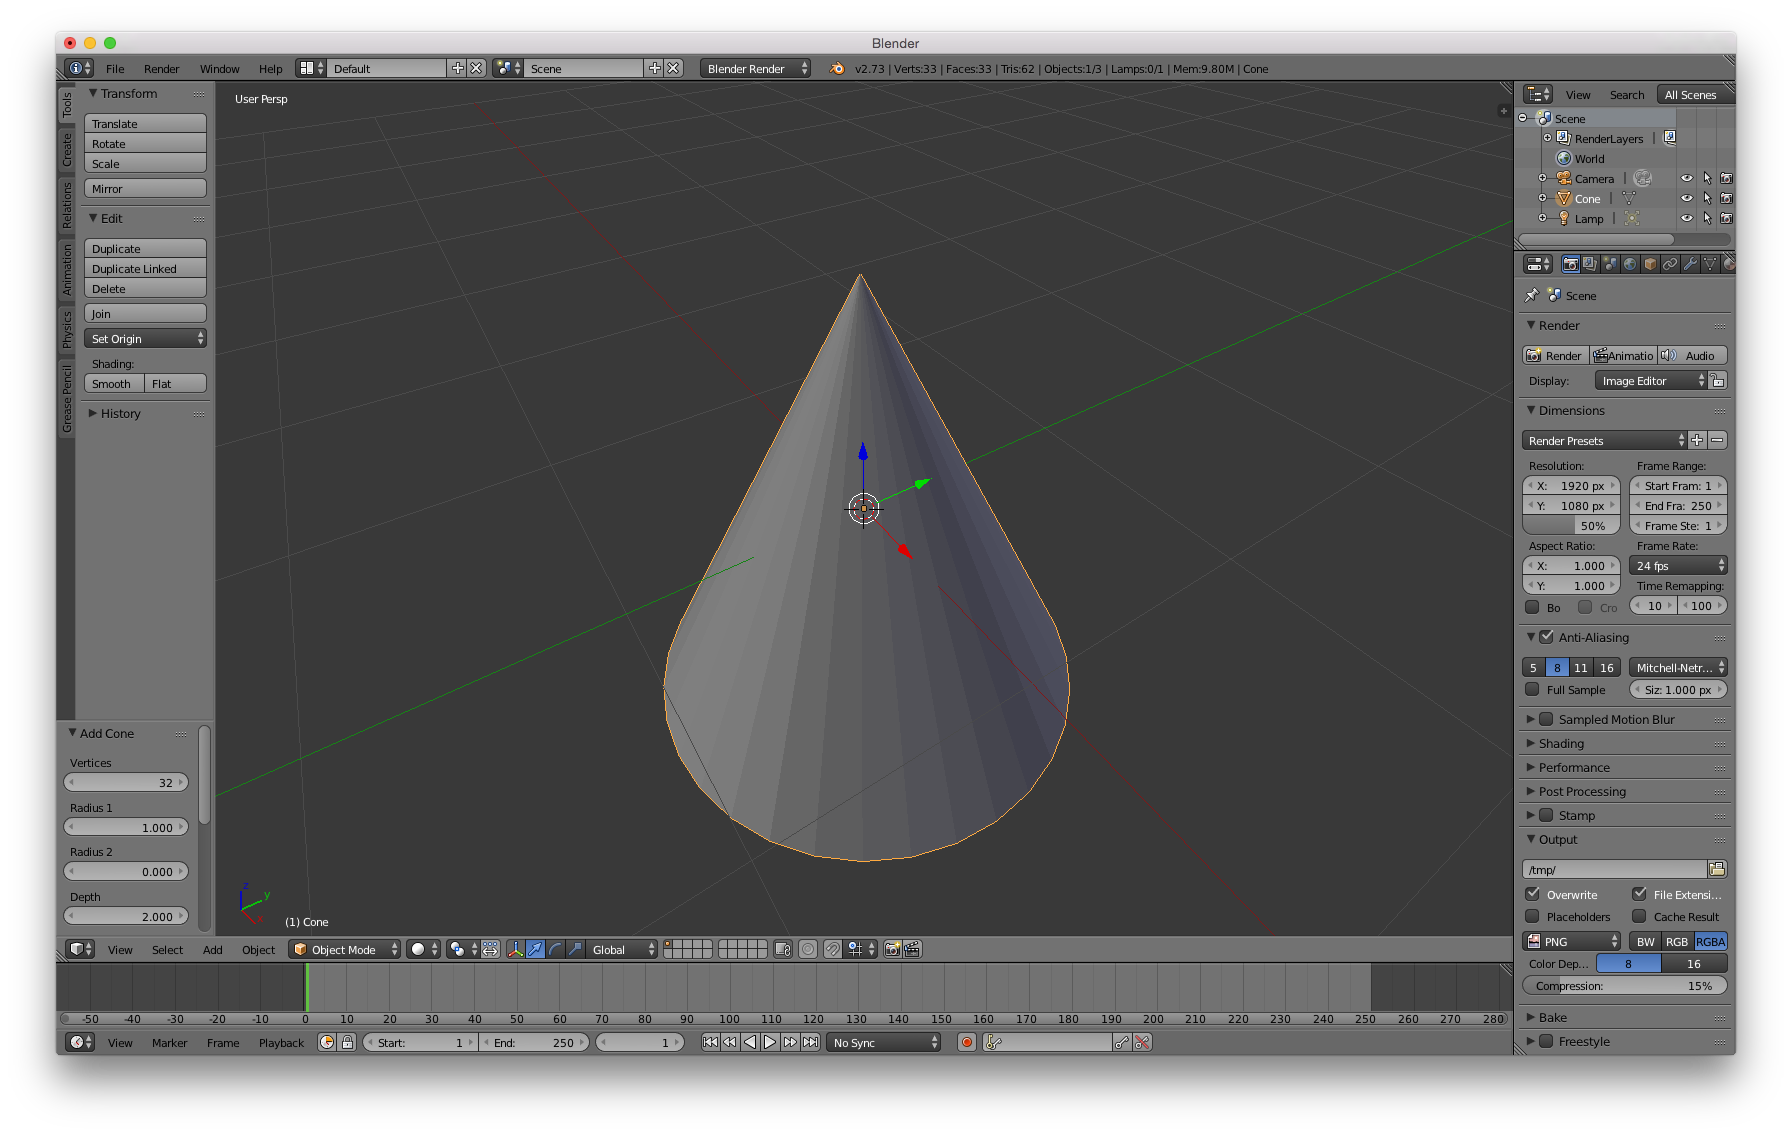 Blender
File Render Window Help Default Scene Blender Render v2.73 | Verts:33 | Faces:33 | Tris:62 | Objects:1/3 | Lamps:0/1 | Mem:9.80M | Cone
Tools
Create
Relations
Animation
Physics
Grease Pencil
Transform
Translate
Rotate
Scale
Mirror
Edit
Duplicate
Duplicate Linked
Delete
Join
Set Origin
Shading:
Smooth Flat
History
Add Cone
Vertices
32
Radius 1
1.000
Radius 2
0.000
Depth
2.000
User Persp
z
y
x
(1) Cone
View Select Add Object Object Mode Global
-50 -40 -30 -20 -10 0 10 20 30 40 50 60 70 80 90 100 110 120 130 140 150 160 170 180 190 200 210 220 230 240 250 260 270 280
View Marker Frame Playback Start: 1 End: 250 1 No Sync
View Search All Scenes
Scene
RenderLayers |
World
Camera |
Cone |
Lamp |
Scene
Render
Render Animatio Audio
Display: Image Editor
Dimensions
Render Presets
Resolution: Frame Range:
X: 1920 px Start Fram: 1
Y: 1080 px End Fra: 250
50% Frame Ste: 1
Aspect Ratio: Frame Rate:
X: 1.000 24 fps
Y: 1.000 Time Remapping:
Bo Cro 10 100
Anti-Aliasing
5 8 11 16 Mitchell-Netr...
Full Sample Siz: 1.000 px
Sampled Motion Blur
Shading
Performance
Post Processing
Stamp
Output
/tmp/
Overwrite File Extensi...
Placeholders Cache Result
PNG BW RGB RGBA
Color Dep... 8 16
Compression: 15%
Bake
Freestyle